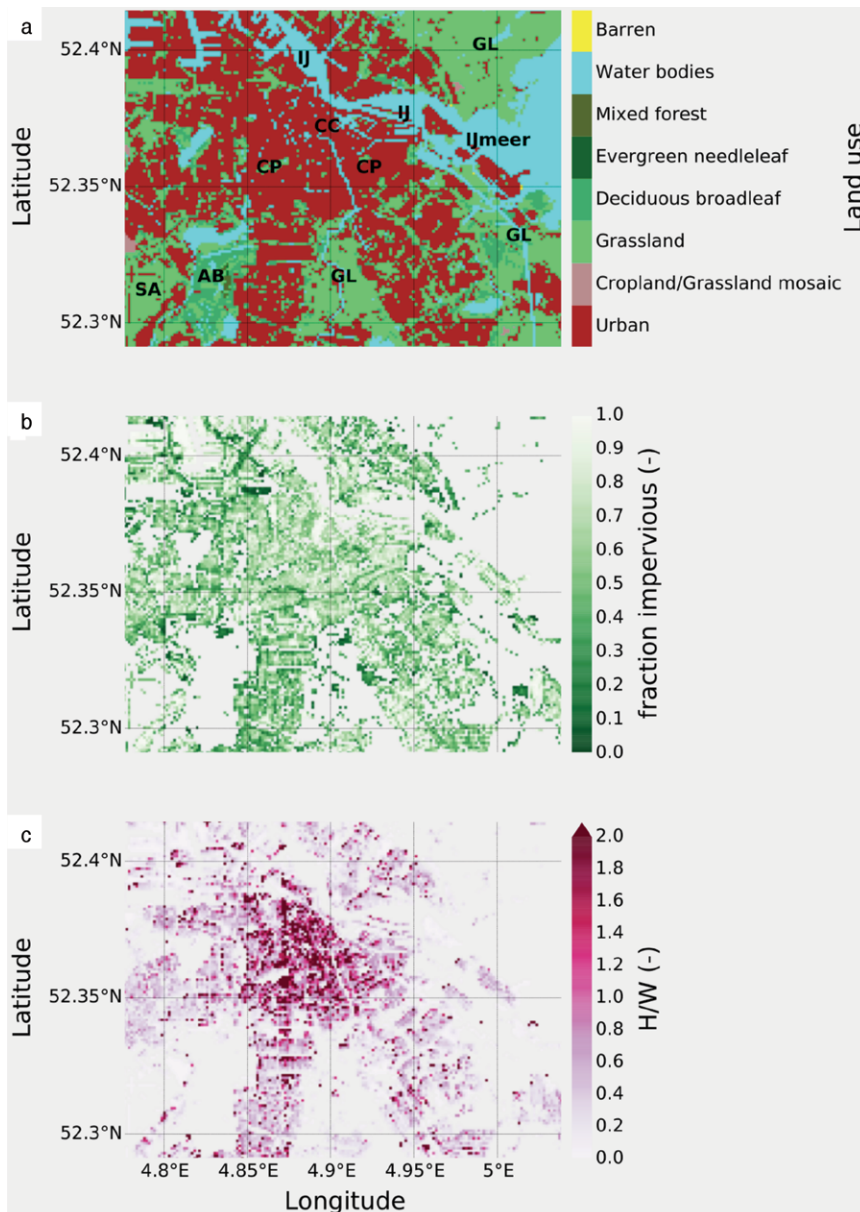 a
52.4°N
52.35°N
52.3°N
Latitude
GL
IJ
IJ
CC
IJmeer
CP
CP
GL
SA
AB
GL
Barren
Water bodies
Mixed forest
Evergreen needleleaf
Deciduous broadleaf
Grassland
Cropland/Grassland mosaic
Urban
Land use
b
52.4°N
52.35°N
52.3°N
Latitude
1.0
0.9
0.8
0.7
0.6
0.5
0.4
0.3
0.2
0.1
0.0
fraction impervious (-)
c
52.4°N
52.35°N
52.3°N
Latitude
2.0
1.8
1.6
1.4
1.2
1.0
0.8
0.6
0.4
0.2
0.0
H/W (-)
4.8°E
4.85°E
4.9°E
4.95°E
5°E
Longitude